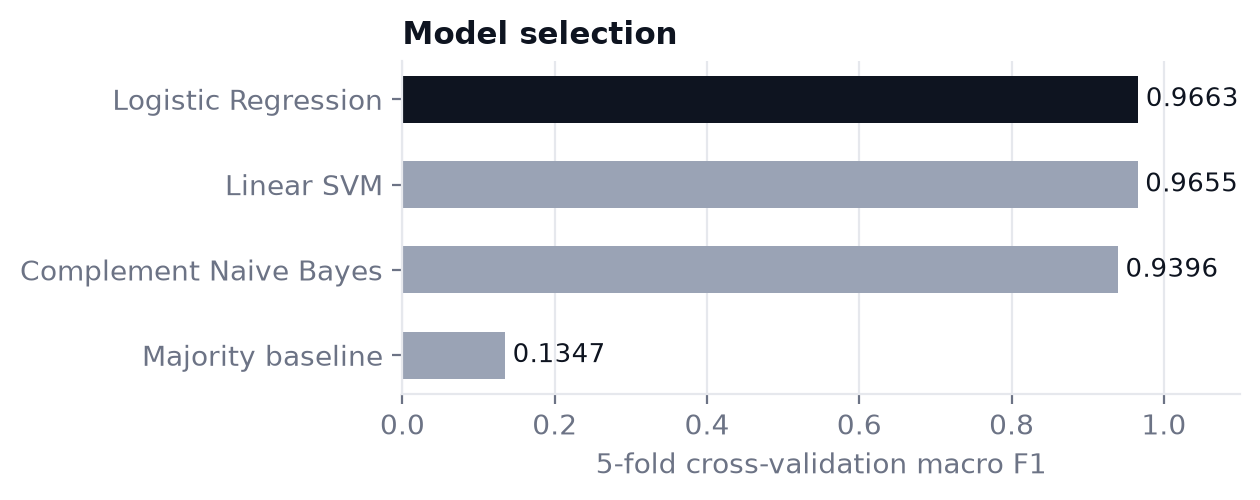 Model selection
Logistic Regression 0.9663
Linear SVM 0.9655
Complement Naive Bayes 0.9396
Majority baseline 0.1347
0.0 0.2 0.4 0.6 0.8 1.0
5-fold cross-validation macro F1